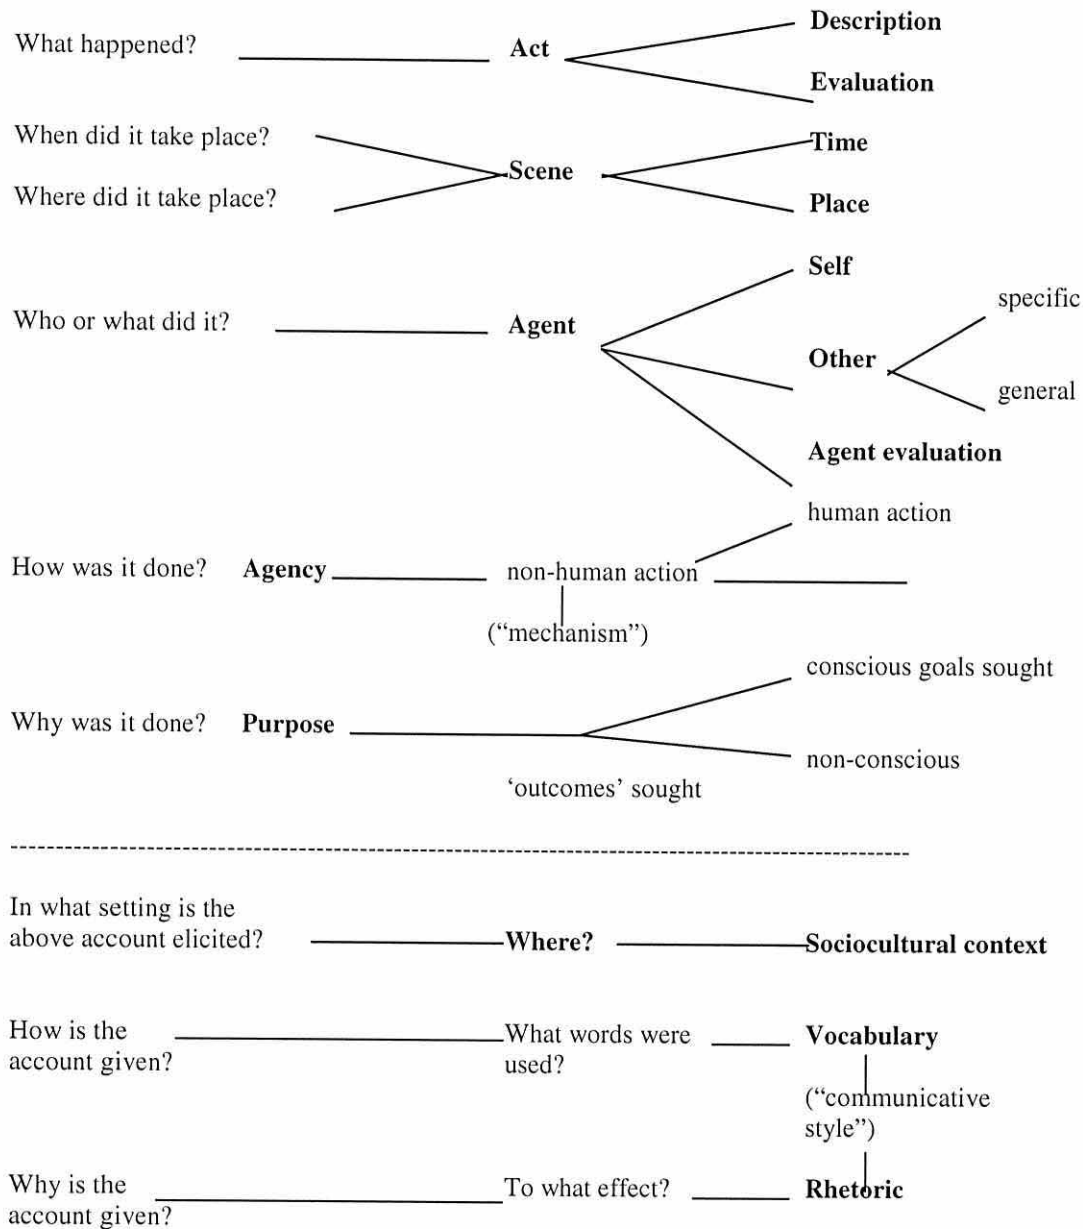 What happened? Act Description
Evaluation
When did it take place? Time
Scene
Where did it take place? Place
Self
specific
Who or what did it? Agent
Other
general
Agent evaluation
human action
How was it done? Agency non-human action
(“mechanism”)
conscious goals sought
Why was it done? Purpose
non-conscious
‘outcomes’ sought
In what setting is the
above account elicited? Where? Sociocultural context
How is the What words were Vocabulary
account given? used?
(“communicative
style”)
Why is the To what effect? Rhetoric
account given?